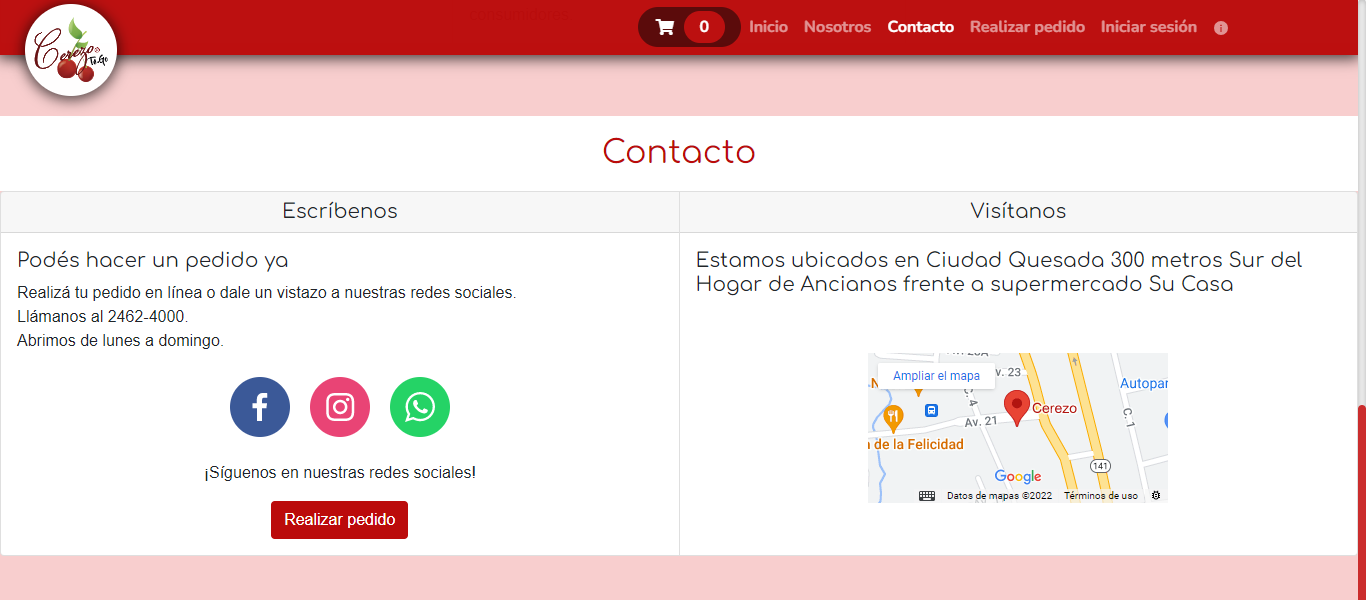 Cerezo
To Go
0
Inicio
Nosotros
Contacto
Realizar pedido
Iniciar sesión
Contacto
Escríbenos
Podés hacer un pedido ya
Realizá tu pedido en línea o dale un vistazo a nuestras redes sociales.
Llámanos al 2462-4000.
Abrimos de lunes a domingo.
¡Síguenos en nuestras redes sociales!
Realizar pedido
Visítanos
Estamos ubicados en Ciudad Quesada 300 metros Sur del
Hogar de Ancianos frente a supermercado Su Casa
Ampliar el mapa
v. 23
Autopar
C. 4
Cerezo
C. 1
Av. 21
de la Felicidad
141
Google
Datos de mapas ©2022
Términos de uso